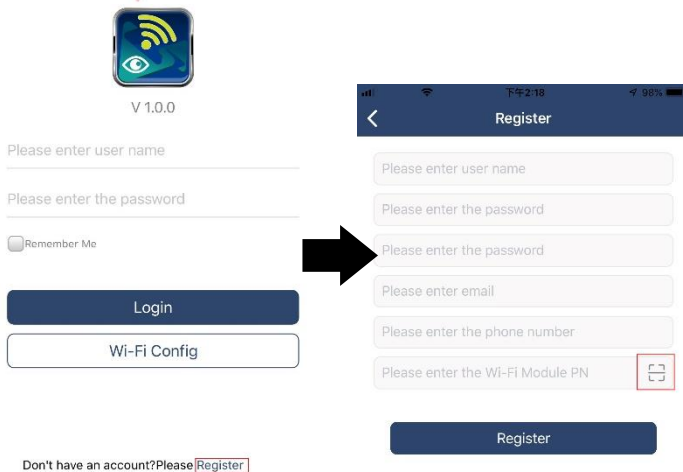 V 1.0.0
Please enter user name
Please enter the password
Remember Me
Login
Wi-Fi Config
Don't have an account?Please Register
下午2:18
98%
Register
Please enter user name
Please enter the password
Please enter the password
Please enter email
Please enter the phone number
Please enter the Wi-Fi Module PN
Register